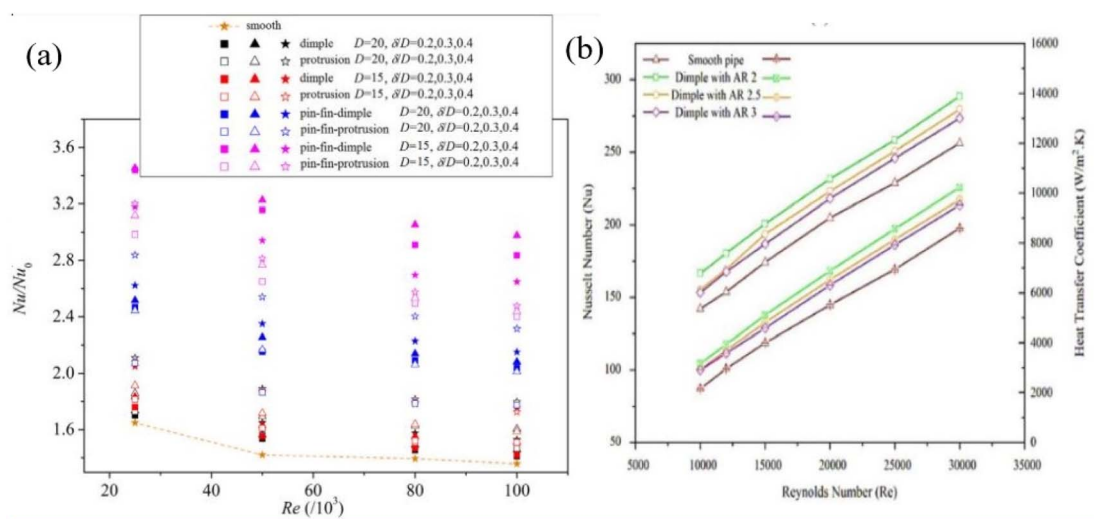 (a)
smooth
dimple D=20, δ/D=0.2,0.3,0.4
protrusion D=20, δ/D=0.2,0.3,0.4
dimple D=15, δ/D=0.2,0.3,0.4
protrusion D=15, δ/D=0.2,0.3,0.4
pin-fin-dimple D=20, δ/D=0.2,0.3,0.4
pin-fin-protrusion D=20, δ/D=0.2,0.3,0.4
pin-fin-dimple D=15, δ/D=0.2,0.3,0.4
pin-fin-protrusion D=15, δ/D=0.2,0.3,0.4
Nu/Nu0
3.6
3.2
2.8
2.4
2.0
1.6
20 40 60 80 100
Re (/10³)
(b)
Smooth pipe
Dimple with AR 2
Dimple with AR 2.5
Dimple with AR 3
Nusselt Number (Nu)
300
250
200
150
100
50
5000 10000 15000 20000 25000 30000 35000
Reynolds Number (Re)
16000
14000
12000
10000
8000
6000
4000
2000
0
Heat Transfer Coefficient (W/m².K)